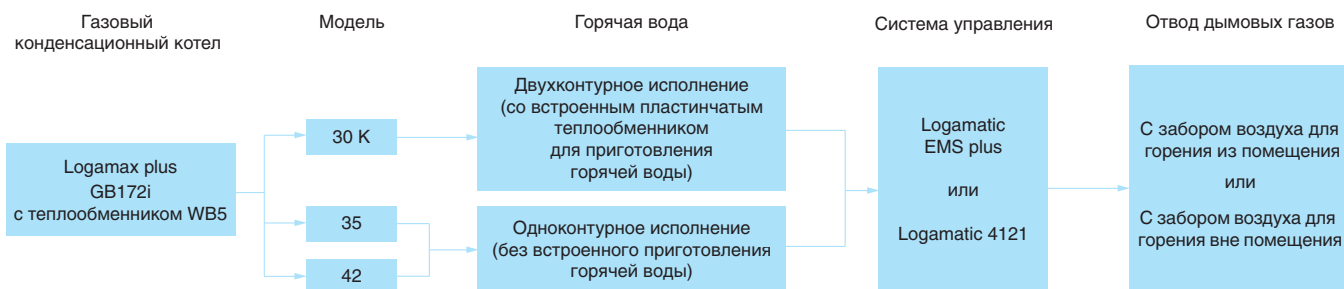 Газовый
конденсационный котел
Модель
Горячая вода
Система управления
Отвод дымовых газов
Logamax plus
GB172i
с теплообменником WB5
30 K
35
42
Двухконтурное исполнение
(со встроенным пластинчатым
теплообменником
для приготовления
горячей воды)
Одноконтурное исполнение
(без встроенного приготовления
горячей воды)
Logamatic
EMS plus
или
Logamatic 4121
С забором воздуха для
горения из помещения
или
С забором воздуха для
горения вне помещения